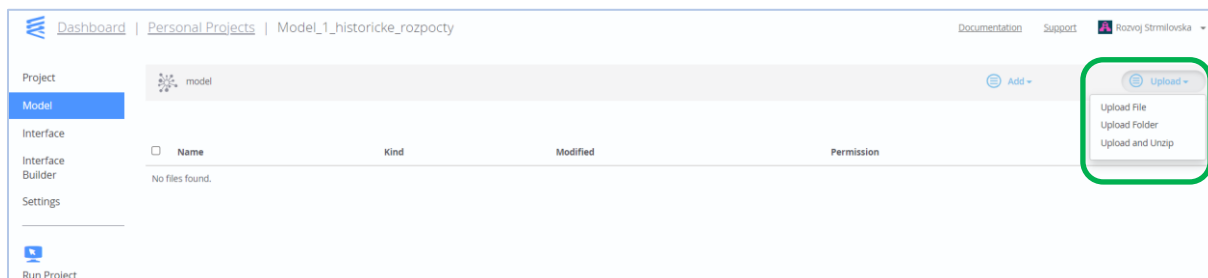 Dashboard | Personal Projects | Model_1_historicke_rozpocty
Documentation Support Rozvoj Strmilovska
Project
Model
Interface
Interface
Builder
Settings
Run Project
model
Add
Upload
Upload File
Upload Folder
Upload and Unzip
Name Kind Modified Permission
No files found.